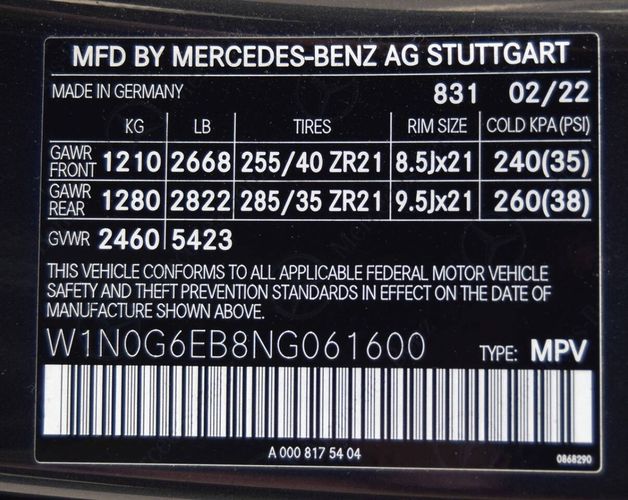 MFD BY MERCEDES-BENZ AG STUTTGART
MADE IN GERMANY 831 02/22
KG LB TIRES RIM SIZE COLD KPA(PSI)
GAWR FRONT 1210 2668 255/40 ZR21 8.5Jx21 240(35)
GAWR REAR 1280 2822 285/35 ZR21 9.5Jx21 260(38)
GVWR 2460 5423
THIS VEHICLE CONFORMS TO ALL APPLICABLE FEDERAL MOTOR VEHICLE
SAFETY AND THEFT PREVENTION STANDARDS IN EFFECT ON THE DATE OF
MANUFACTURE SHOWN ABOVE.
W1N0G6EB8NG061600 TYPE: MPV
A 000 817 54 04
0868290